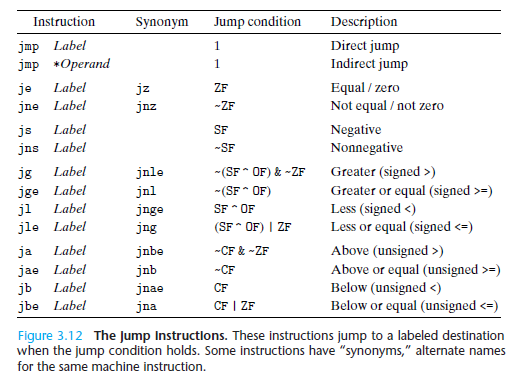 Instruction Synonym Jump condition Description
jmp Label 1 Direct jump
jmp *Operand 1 Indirect jump
je Label jz ZF Equal / zero
jne Label jnz ~ZF Not equal / not zero
js Label SF Negative
jns Label ~SF Nonnegative
jg Label jnle ~(SF ^ OF) & ~ZF Greater (signed >)
jge Label jnl ~(SF ^ OF) Greater or equal (signed >=)
jl Label jnge SF ^ OF Less (signed <)
jle Label jng (SF ^ OF) | ZF Less or equal (signed <=)
ja Label jnbe ~CF & ~ZF Above (unsigned >)
jae Label jnb ~CF Above or equal (unsigned >=)
jb Label jnae CF Below (unsigned <)
jbe Label jna CF | ZF Below or equal (unsigned <=)
Figure 3.12 The jump instructions. These instructions jump to a labeled destination
when the jump condition holds. Some instructions have “synonyms,” alternate names
for the same machine instruction.